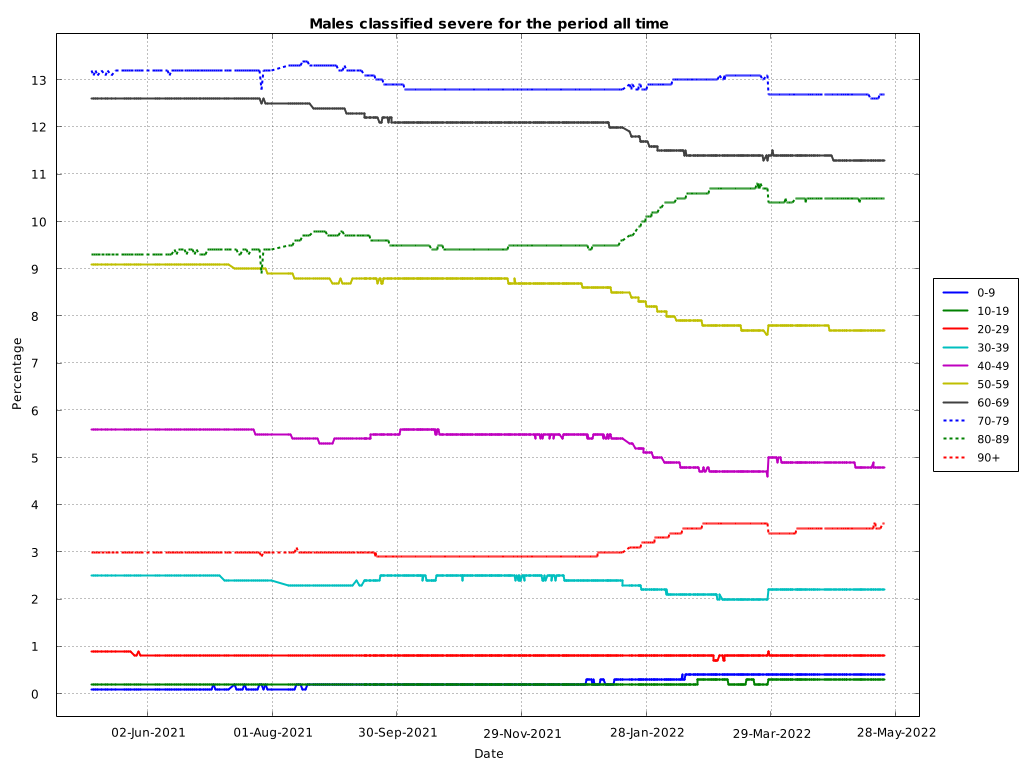 Males classified severe for the period all time
Percentage
13
12
11
10
9
8
7
6
5
4
3
2
1
0
02-Jun-2021
01-Aug-2021
30-Sep-2021
29-Nov-2021
28-Jan-2022
29-Mar-2022
28-May-2022
Date
0-9
10-19
20-29
30-39
40-49
50-59
60-69
70-79
80-89
90+